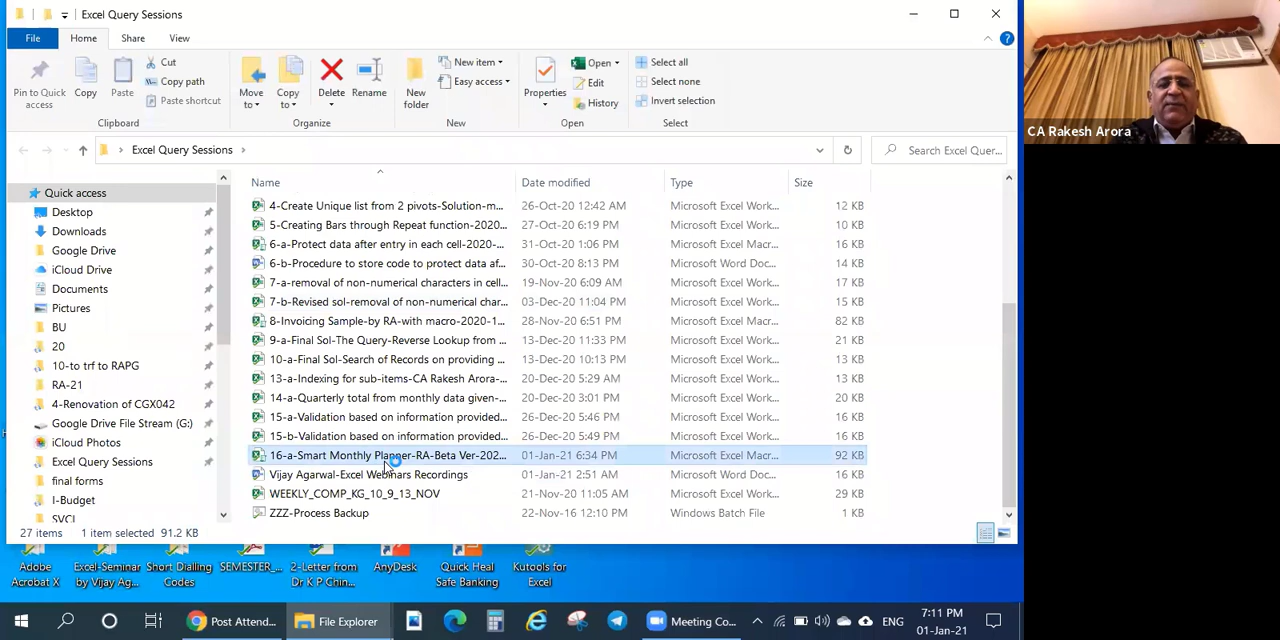 Excel Query Sessions
File Home Share View
Pin to Quick access
Copy
Paste
Cut
Copy path
Paste shortcut
Clipboard
Move to
Copy to
Delete
Rename
Organize
New folder
New item
Easy access
New
Properties
Open
Edit
History
Open
Select all
Select none
Invert selection
Select
Excel Query Sessions
Search Excel Quer...
Name Date modified Type Size
Quick access
Desktop
Downloads
Google Drive
iCloud Drive
Documents
Pictures
BU
20
10-to trf to RAPG
RA-21
4-Renovation of CGX042
Google Drive File Stream (G:)
iCloud Photos
Excel Query Sessions
final forms
I-Budget
SVCL
4-Create Unique list from 2 pivots-Solution-m... 26-Oct-20 12:42 AM Microsoft Excel Work... 12 KB
5-Creating Bars through Repeat function-2020... 27-Oct-20 6:19 PM Microsoft Excel Work... 10 KB
6-a-Protect data after entry in each cell-2020-... 31-Oct-20 1:06 PM Microsoft Excel Macr... 16 KB
6-b-Procedure to store code to protect data af... 30-Oct-20 8:13 PM Microsoft Word Doc... 14 KB
7-a-removal of non-numerical characters in cell... 19-Nov-20 6:09 AM Microsoft Excel Work... 17 KB
7-b-Revised sol-removal of non-numerical char... 03-Dec-20 11:04 PM Microsoft Excel Work... 15 KB
8-Invoicing Sample-by RA-with macro-2020-1... 28-Nov-20 6:51 PM Microsoft Excel Macr... 82 KB
9-a-Final Sol-The Query-Reverse Lookup from ... 13-Dec-20 11:33 PM Microsoft Excel Work... 21 KB
10-a-Final Sol-Search of Records on providing ... 13-Dec-20 10:13 PM Microsoft Excel Work... 13 KB
13-a-Indexing for sub-items-CA Rakesh Arora-... 20-Dec-20 5:29 AM Microsoft Excel Work... 13 KB
14-a-Quarterly total from monthly data given-... 20-Dec-20 3:01 PM Microsoft Excel Work... 20 KB
15-a-Validation based on information provided... 26-Dec-20 5:46 PM Microsoft Excel Work... 16 KB
15-b-Validation based on information provided... 26-Dec-20 5:49 PM Microsoft Excel Work... 16 KB
16-a-Smart Monthly Planner-RA-Beta Ver-202... 01-Jan-21 6:34 PM Microsoft Excel Macr... 92 KB
Vijay Agarwal-Excel Webinars Recordings 01-Jan-21 2:51 AM Microsoft Word Doc... 16 KB
WEEKLY_COMP_KG_10_9_13_NOV 21-Nov-20 11:05 AM Microsoft Excel Work... 29 KB
ZZZ-Process Backup 22-Nov-16 12:10 PM Windows Batch File 1 KB
27 items 1 item selected 91.2 KB
Adobe Acrobat X
Excel-Seminar by Vijay Ag...
Short Dialling Codes
SEMESTER_...
2-Letter from Dr K P Chin...
AnyDesk
Quick Heal Safe Banking
Kutools for Excel
Post Attend...
File Explorer
Meeting Co...
ENG
7:11 PM
01-Jan-21
CA Rakesh Arora